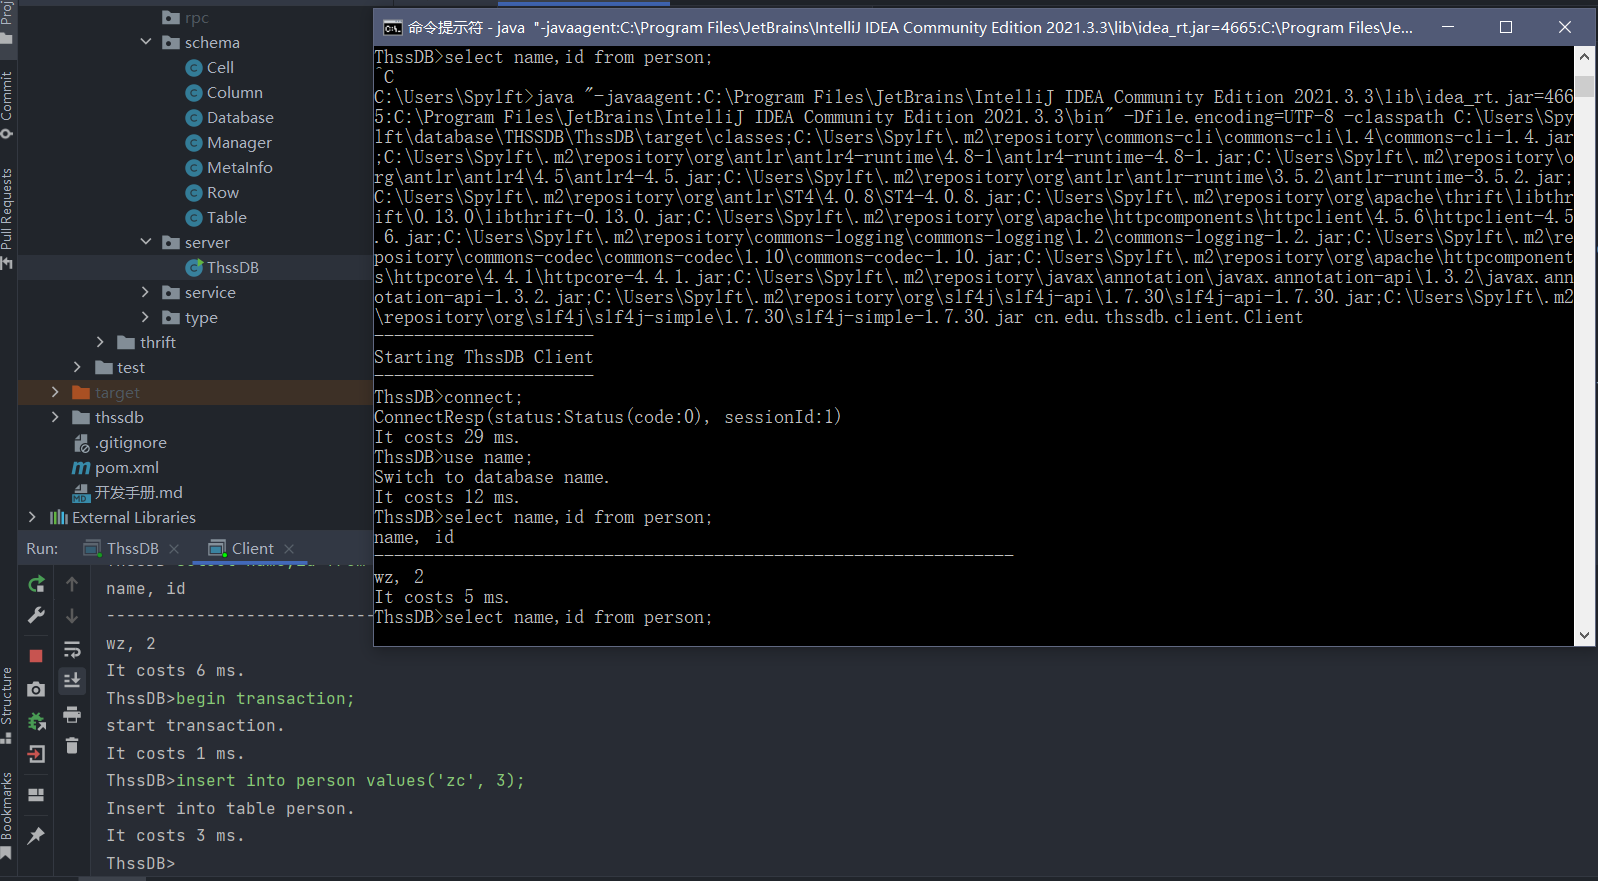 Proj
Commit
Pull Requests
Structure
Bookmarks
rpc
schema
Cell
Column
Database
Manager
MetaInfo
Row
Table
server
ThssDB
service
type
thrift
test
target
thssdb
.gitignore
pom.xml
开发手册.md
External Libraries
命令提示符 - java "-javaagent:C:\Program Files\JetBrains\IntelliJ IDEA Community Edition 2021.3.3\lib\idea_rt.jar=4665:C:\Program Files\Je...
ThssDB>select name,id from person;
^C
C:\Users\Spylft>java "-javaagent:C:\Program Files\JetBrains\IntelliJ IDEA Community Edition 2021.3.3\lib\idea_rt.jar=466
5:C:\Program Files\JetBrains\IntelliJ IDEA Community Edition 2021.3.3\bin" -Dfile.encoding=UTF-8 -classpath C:\Users\Spy
lft\database\THSSDB\ThssDB\target\classes;C:\Users\Spylft\.m2\repository\commons-cli\commons-cli\1.4\commons-cli-1.4.jar
;C:\Users\Spylft\.m2\repository\org\antlr\antlr4-runtime\4.8-1\antlr4-runtime-4.8-1.jar;C:\Users\Spylft\.m2\repository\o
rg\antlr\antlr4\4.5\antlr4-4.5.jar;C:\Users\Spylft\.m2\repository\org\antlr\antlr-runtime\3.5.2\antlr-runtime-3.5.2.jar;
C:\Users\Spylft\.m2\repository\org\antlr\ST4\4.0.8\ST4-4.0.8.jar;C:\Users\Spylft\.m2\repository\org\apache\thrift\libthr
ift\0.13.0\libthrift-0.13.0.jar;C:\Users\Spylft\.m2\repository\org\apache\httpcomponents\httpclient\4.5.6\httpclient-4.5
.6.jar;C:\Users\Spylft\.m2\repository\commons-logging\commons-logging\1.2\commons-logging-1.2.jar;C:\Users\Spylft\.m2\re
pository\commons-codec\commons-codec\1.10\commons-codec-1.10.jar;C:\Users\Spylft\.m2\repository\org\apache\httpcomponent
s\httpcore\4.4.1\httpcore-4.4.1.jar;C:\Users\Spylft\.m2\repository\javax\annotation\javax.annotation-api\1.3.2\javax.ann
otation-api-1.3.2.jar;C:\Users\Spylft\.m2\repository\org\slf4j\slf4j-api\1.7.30\slf4j-api-1.7.30.jar;C:\Users\Spylft\.m2
\repository\org\slf4j\slf4j-simple\1.7.30\slf4j-simple-1.7.30.jar cn.edu.thssdb.client.Client
----------------------
Starting ThssDB Client
----------------------
ThssDB>connect;
ConnectResp(status:Status(code:0), sessionId:1)
It costs 29 ms.
ThssDB>use name;
Switch to database name.
It costs 12 ms.
ThssDB>select name,id from person;
name, id
----------------------------------------------------------------
wz, 2
It costs 5 ms.
ThssDB>select name,id from person;
Run:
ThssDB
Client
name, id
---------------------------
wz, 2
It costs 6 ms.
ThssDB>begin transaction;
start transaction.
It costs 1 ms.
ThssDB>insert into person values('zc', 3);
Insert into table person.
It costs 3 ms.
ThssDB>